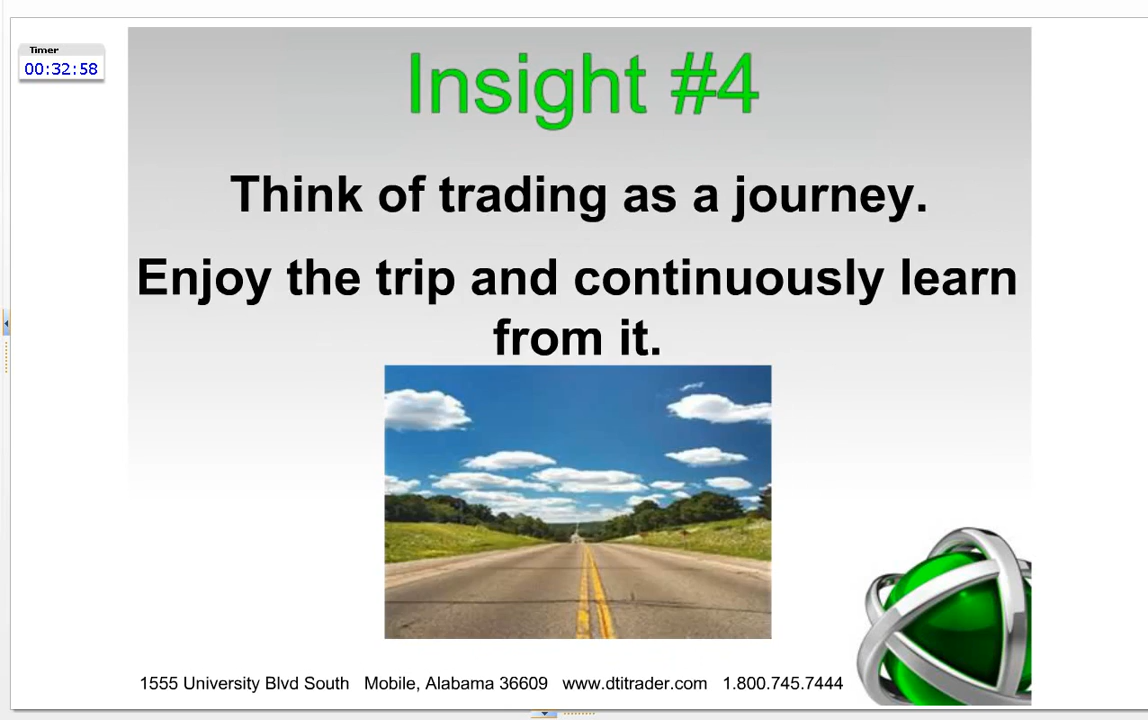 Timer
00:32:58
Insight #4
Think of trading as a journey.
Enjoy the trip and continuously learn
from it.
1555 University Blvd South Mobile, Alabama 36609 www.dtitrader.com 1.800.745.7444